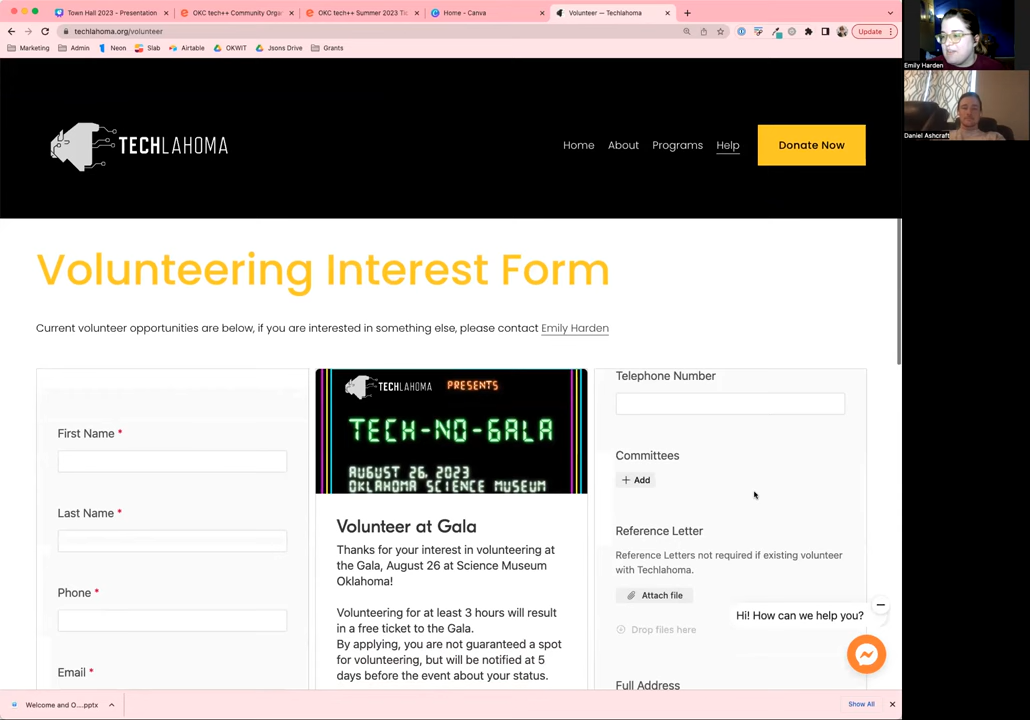 Town Hall 2023 - Presentation
OKC tech++ Community Orga
OKC tech++ Summer 2023 Tic
Home - Canva
Volunteer — Techlahoma
techlahoma.org/volunteer
Update
Marketing
Admin
Neon
Slab
Airtable
OKWIT
Jsons Drive
Grants
Emily Harden
Daniel Ashcraft
TECHLAHOMA
Home
About
Programs
Help
Donate Now
Volunteering Interest Form
Current volunteer opportunities are below, if you are interested in something else, please contact Emily Harden
First Name *
Last Name *
Phone *
Email *
TECHLAHOMA PRESENTS
TECH-NO-GALA
AUGUST 26, 2023
OKLAHOMA SCIENCE MUSEUM
Volunteer at Gala
Thanks for your interest in volunteering at
the Gala, August 26 at Science Museum
Oklahoma!
Volunteering for at least 3 hours will result
in a free ticket to the Gala.
By applying, you are not guaranteed a spot
for volunteering, but will be notified at 5
days before the event about your status.
Telephone Number
Committees
+ Add
Reference Letter
Reference Letters not required if existing volunteer
with Techlahoma.
Attach file
Drop files here
Full Address
Hi! How can we help you?
Welcome and O....pptx
Show All